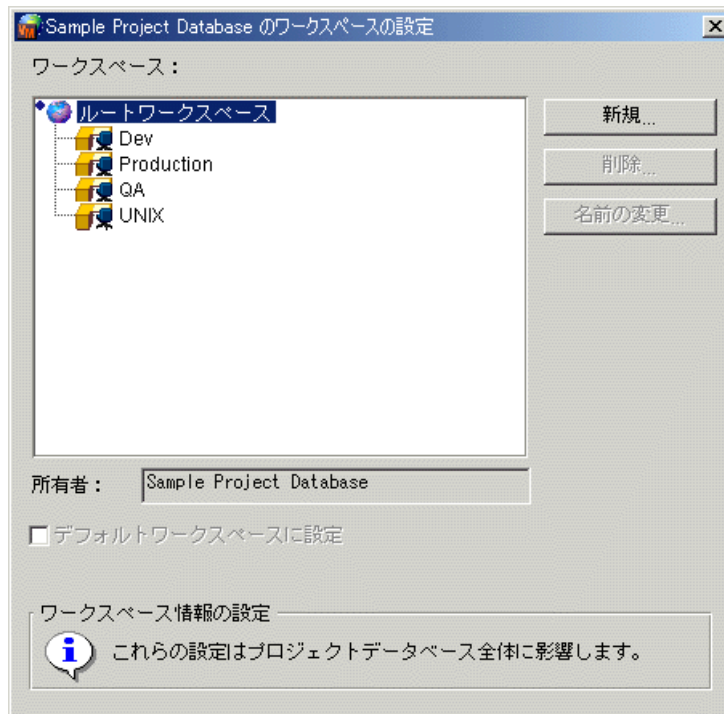 Sample Project Database のワークスペースの設定
ワークスペース：
ルートワークスペース
Dev
Production
QA
UNIX
新規...
削除...
名前の変更...
所有者： Sample Project Database
デフォルトワークスペースに設定
ワークスペース情報の設定
これらの設定はプロジェクトデータベース全体に影響します。